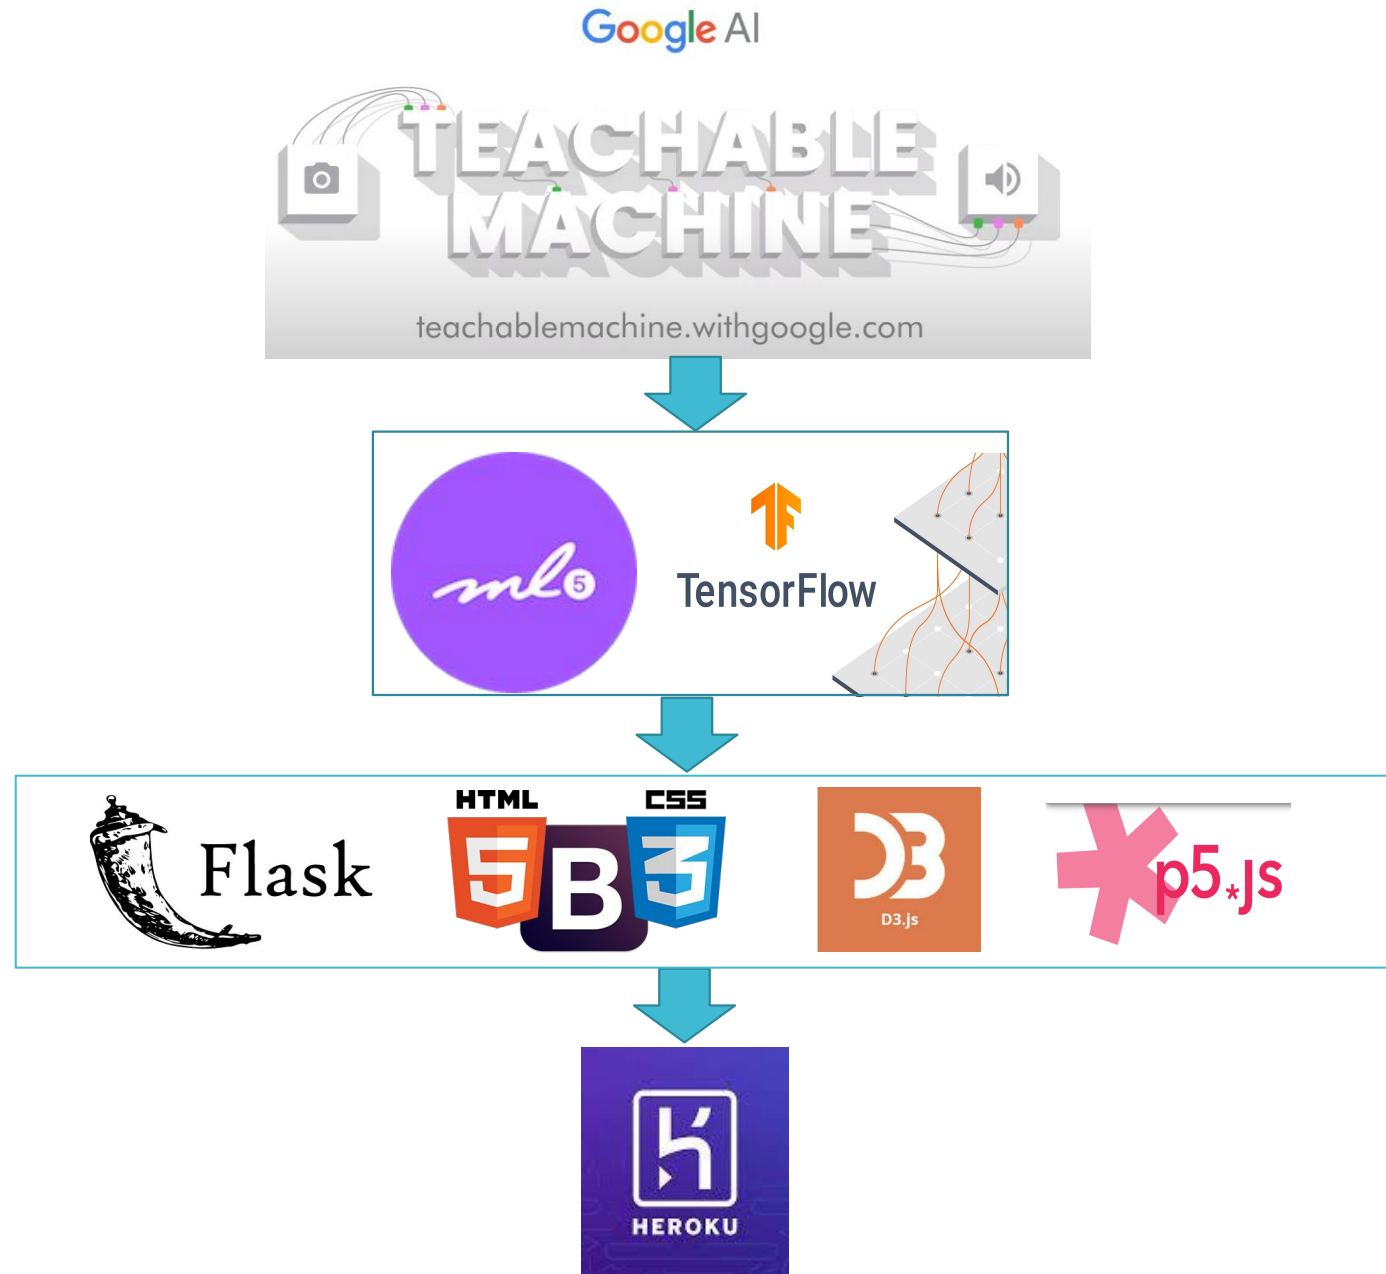 Google AI
TEACHABLE
MACHINE
teachablemachine.withgoogle.com
ml5
TensorFlow
Flask
HTML
5
B
CSS
3
D3
D3.js
p5*js
HEROKU